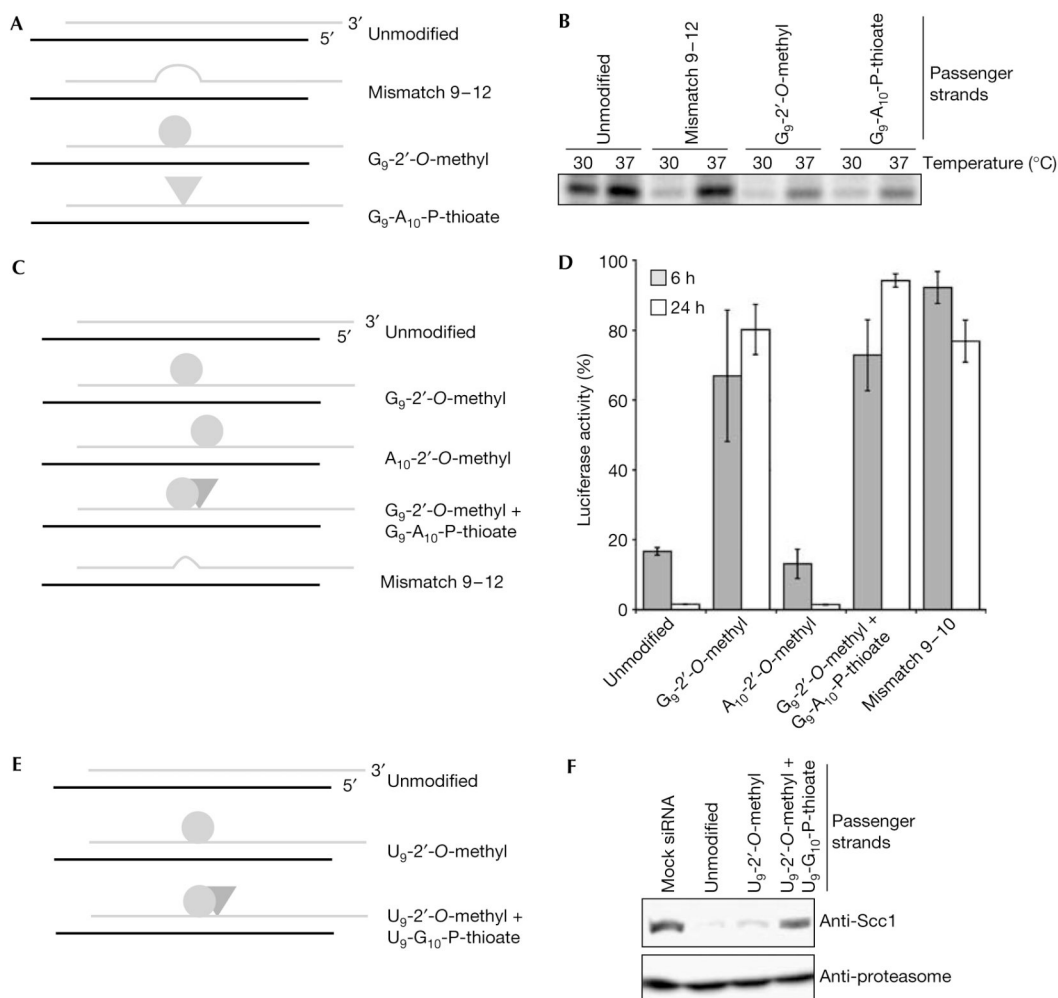 A
3′
5′
Unmodified
Mismatch 9–12
G₉-2′-O-methyl
G₉-A₁₀-P-thioate
B
Unmodified
Mismatch 9–12
G₉-2′-O-methyl
G₉-A₁₀-P-thioate
Passenger
strands
30 37 30 37 30 37 30 37 Temperature (°C)
C
3′
5′
Unmodified
G₉-2′-O-methyl
A₁₀-2′-O-methyl
G₉-2′-O-methyl +
G₉-A₁₀-P-thioate
Mismatch 9–12
D
Luciferase activity (%)
100
80
60
40
20
0
6 h
24 h
Unmodified
G₉-2′-O-methyl
A₁₀-2′-O-methyl
G₉-2′-O-methyl +
G₉-A₁₀-P-thioate
Mismatch 9–10
E
3′
5′
Unmodified
U₉-2′-O-methyl
U₉-2′-O-methyl +
U₉-G₁₀-P-thioate
F
Mock siRNA
Unmodified
U₉-2′-O-methyl
U₉-2′-O-methyl +
U₉-G₁₀-P-thioate
Passenger
strands
Anti-Scc1
Anti-proteasome